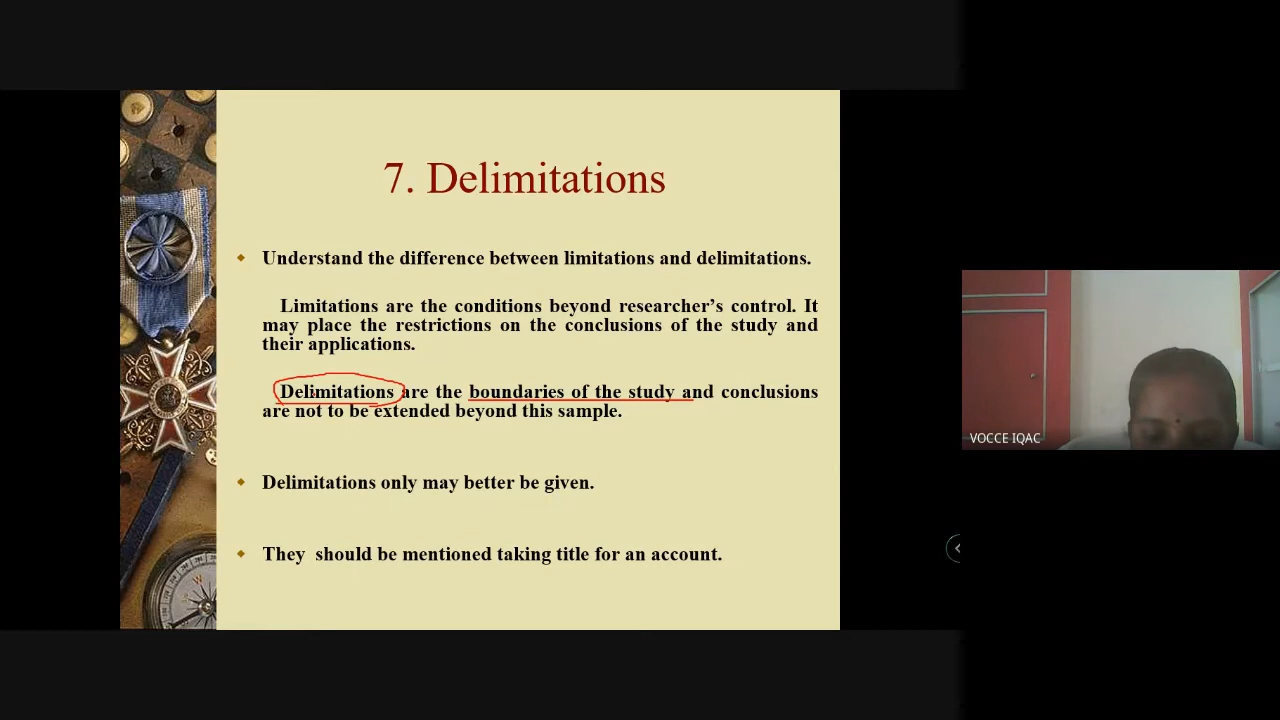 7. Delimitations
Understand the difference between limitations and delimitations.
Limitations are the conditions beyond researcher's control. It
may place the restrictions on the conclusions of the study and
their applications.
Delimitations are the boundaries of the study and conclusions
are not to be extended beyond this sample.
Delimitations only may better be given.
They should be mentioned taking title for an account.
VOCCE IQAC
W